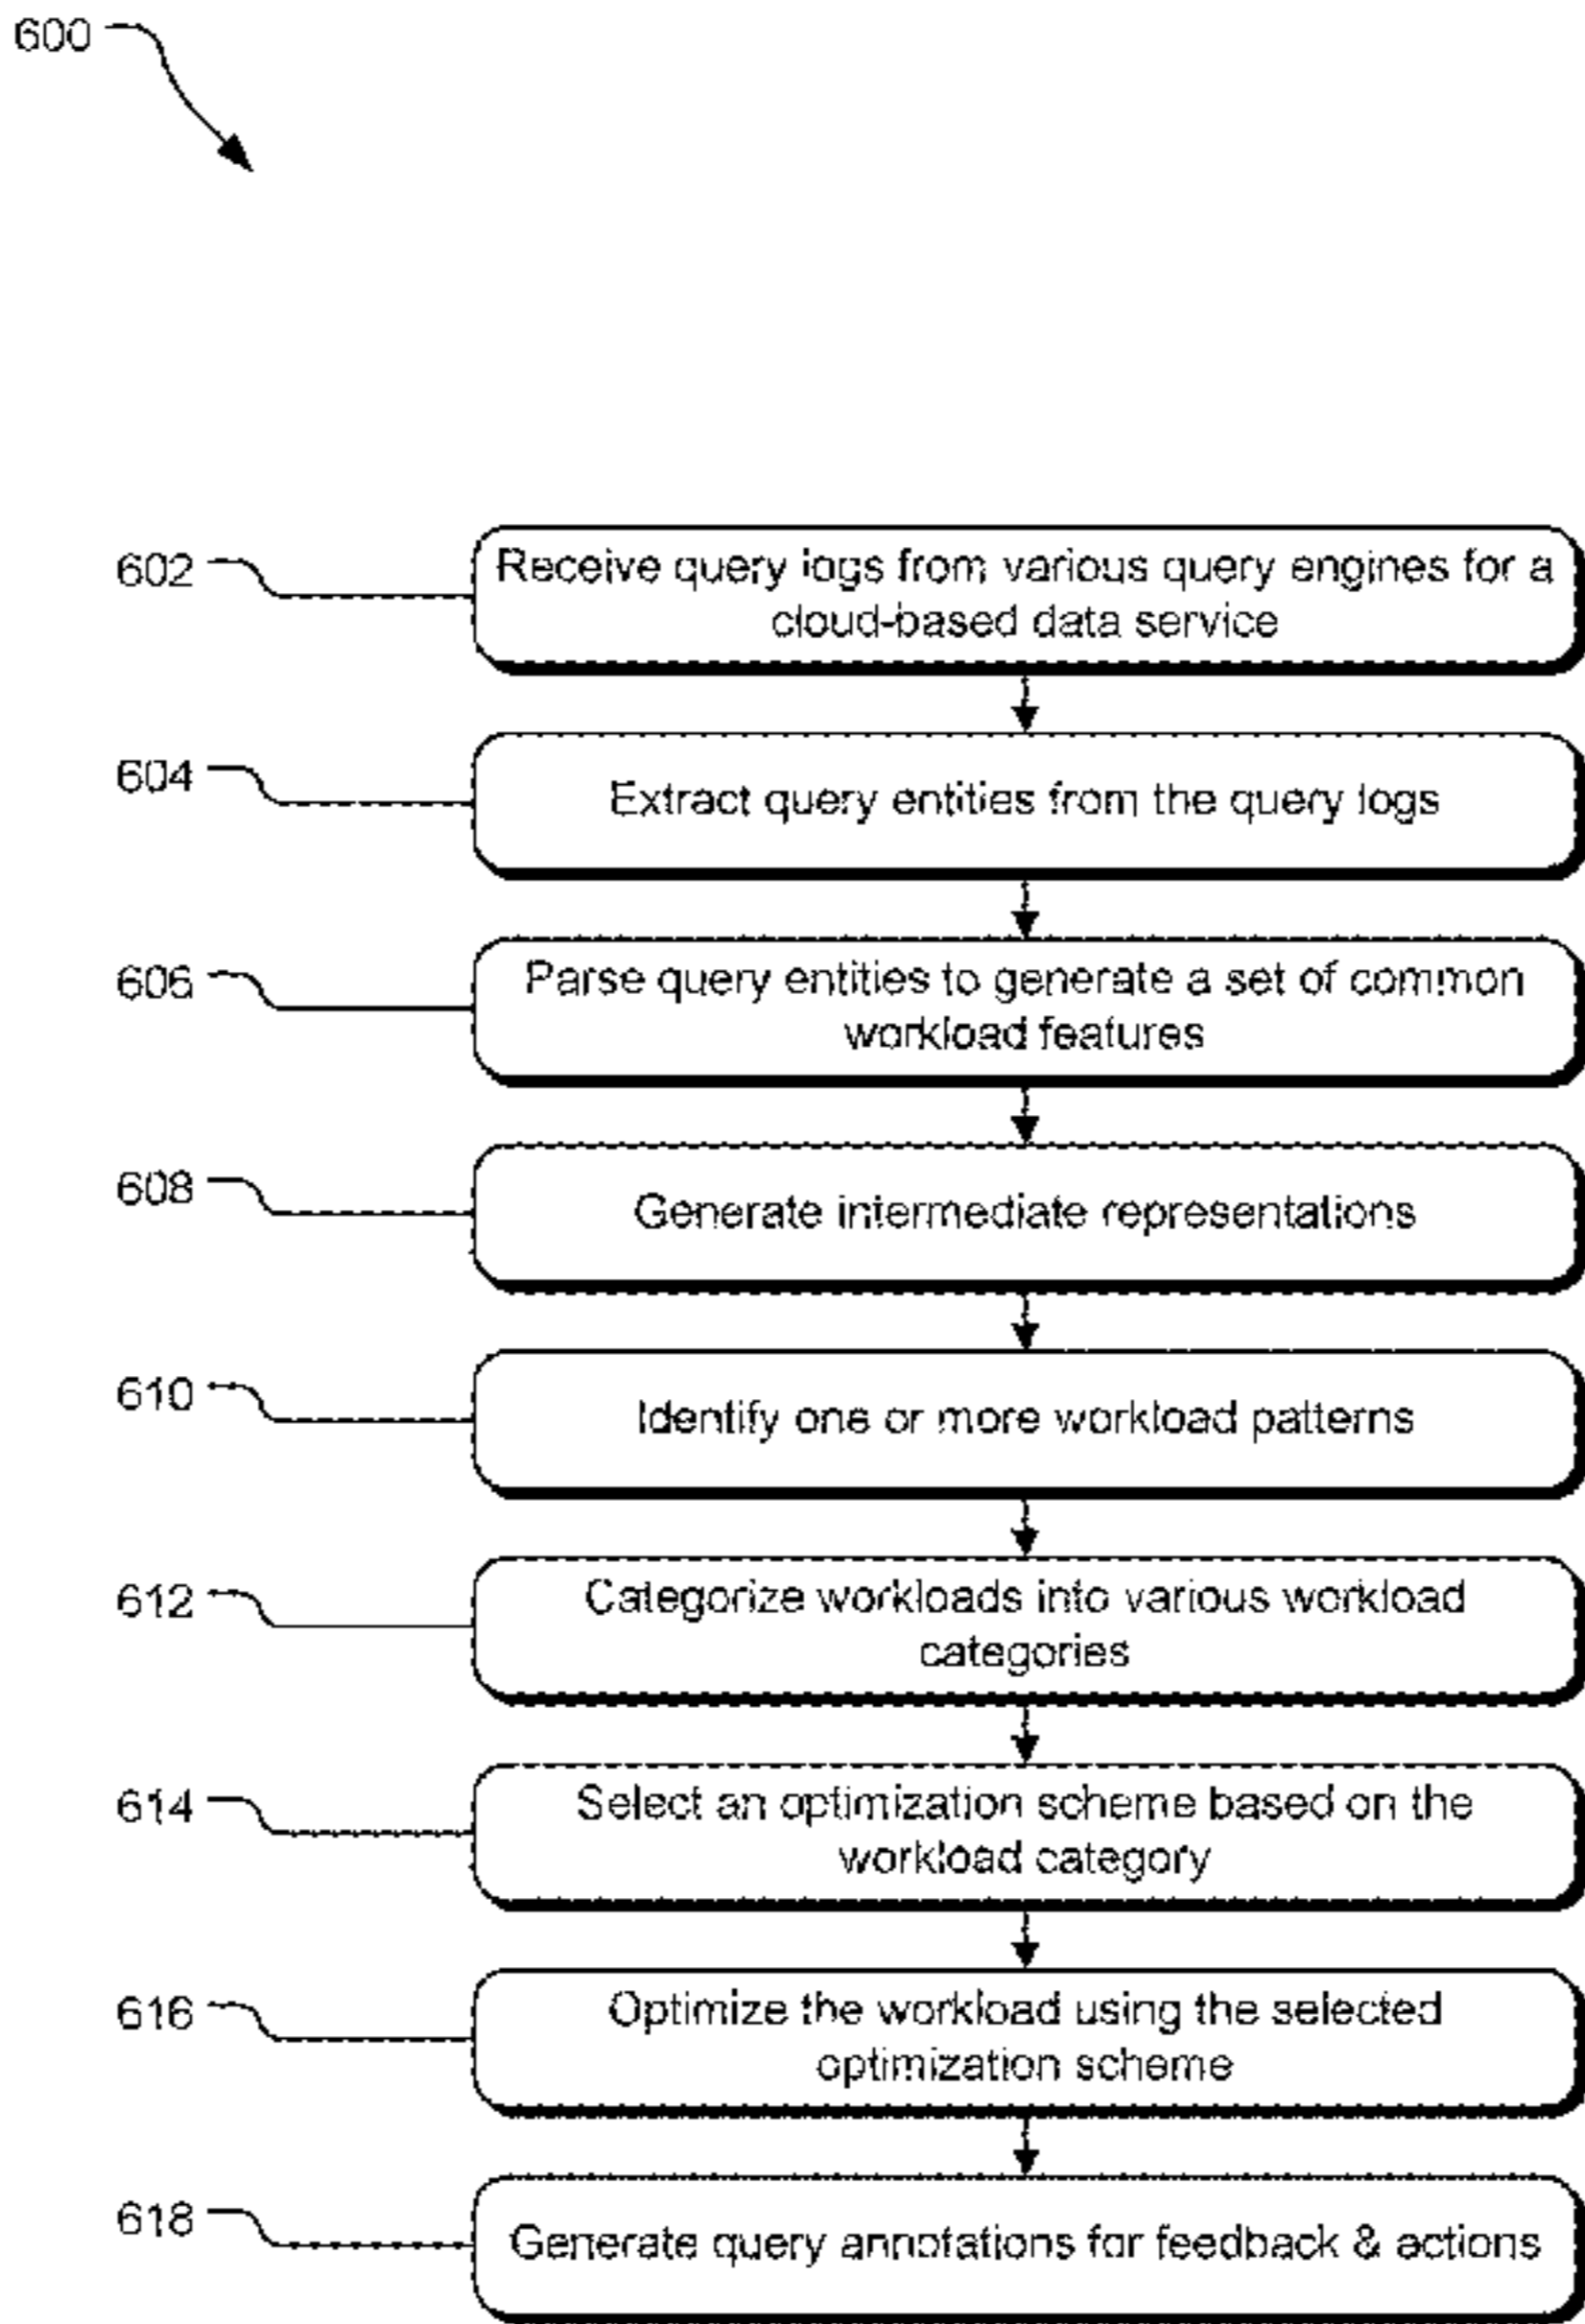 600
602
Receive query logs from various query engines for a
cloud-based data service
604
Extract query entities from the query logs
606
Parse query entities to generate a set of common
workload features
608
Generate intermediate representations
610
Identify one or more workload patterns
612
Categorize workloads into various workload
categories
614
Select an optimization scheme based on the
workload category
616
Optimize the workload using the selected
optimization scheme
618
Generate query annotations for feedback & actions